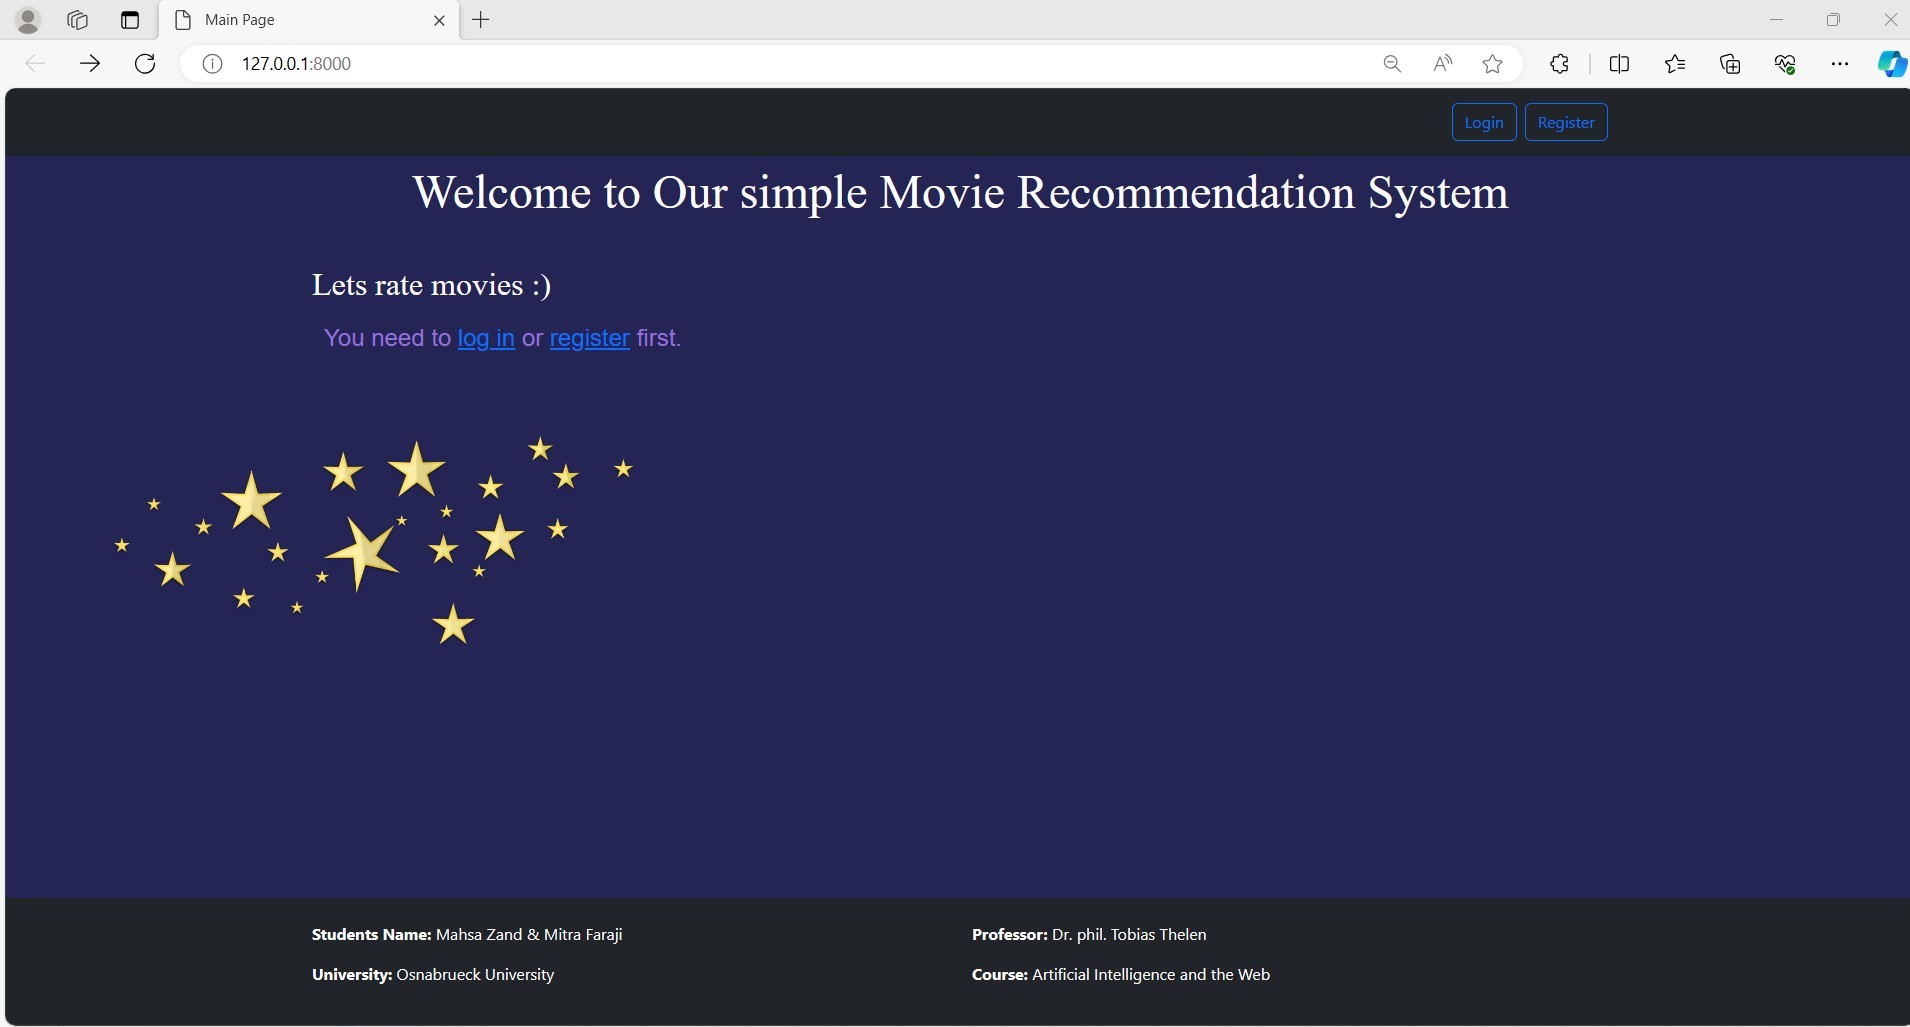 Main Page
127.0.0.1:8000
Login Register
Welcome to Our simple Movie Recommendation System
Lets rate movies :)
You need to log in or register first.
Students Name: Mahsa Zand & Mitra Faraji
Professor: Dr. phil. Tobias Thelen
University: Osnabrueck University
Course: Artificial Intelligence and the Web